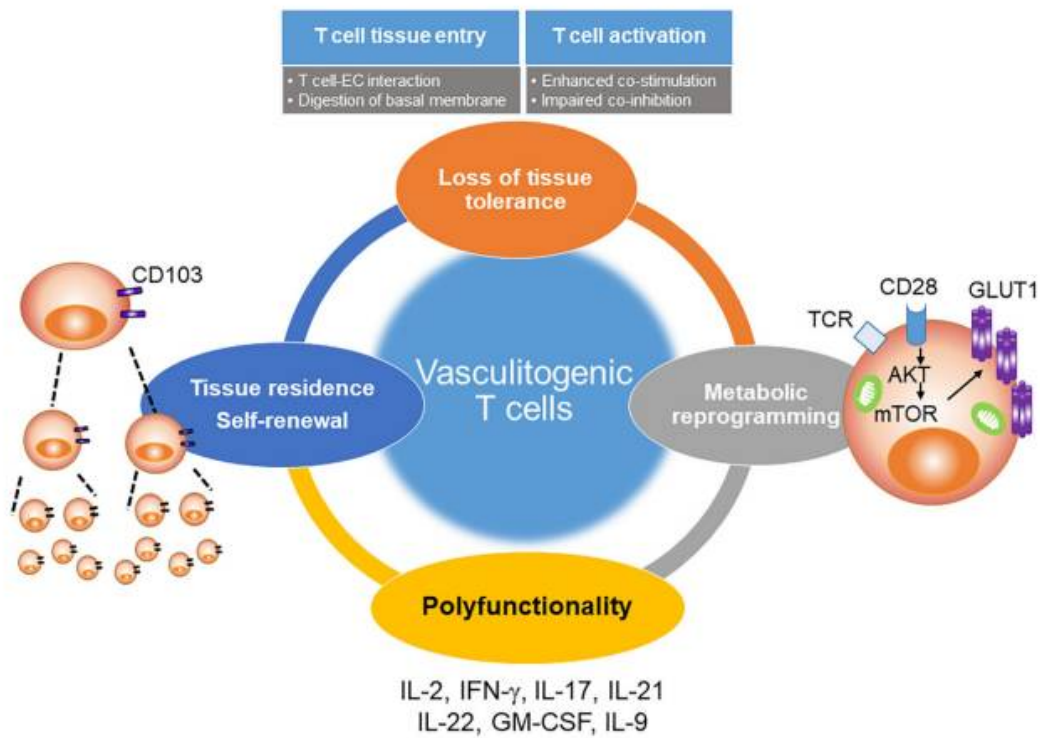 T cell tissue entry
T cell activation
• T cell-EC interaction
• Digestion of basal membrane
• Enhanced co-stimulation
• Impaired co-inhibition
Loss of tissue
tolerance
CD103
CD28
GLUT1
TCR
AKT
mTOR
Tissue residence
Self-renewal
Vasculitogenic
T cells
Metabolic
reprogramming
Polyfunctionality
IL-2, IFN-γ, IL-17, IL-21
IL-22, GM-CSF, IL-9